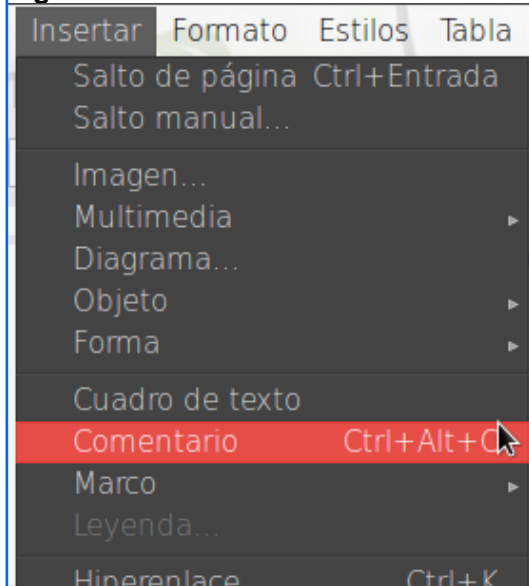 Insertar Formato Estilos Tabla
Salto de página Ctrl+Entrada
Salto manual...
Imagen...
Multimedia
Diagrama...
Objeto
Forma
Cuadro de texto
Comentario Ctrl+Alt+C
Marco
Leyenda...
Hiperenlace Ctrl+K